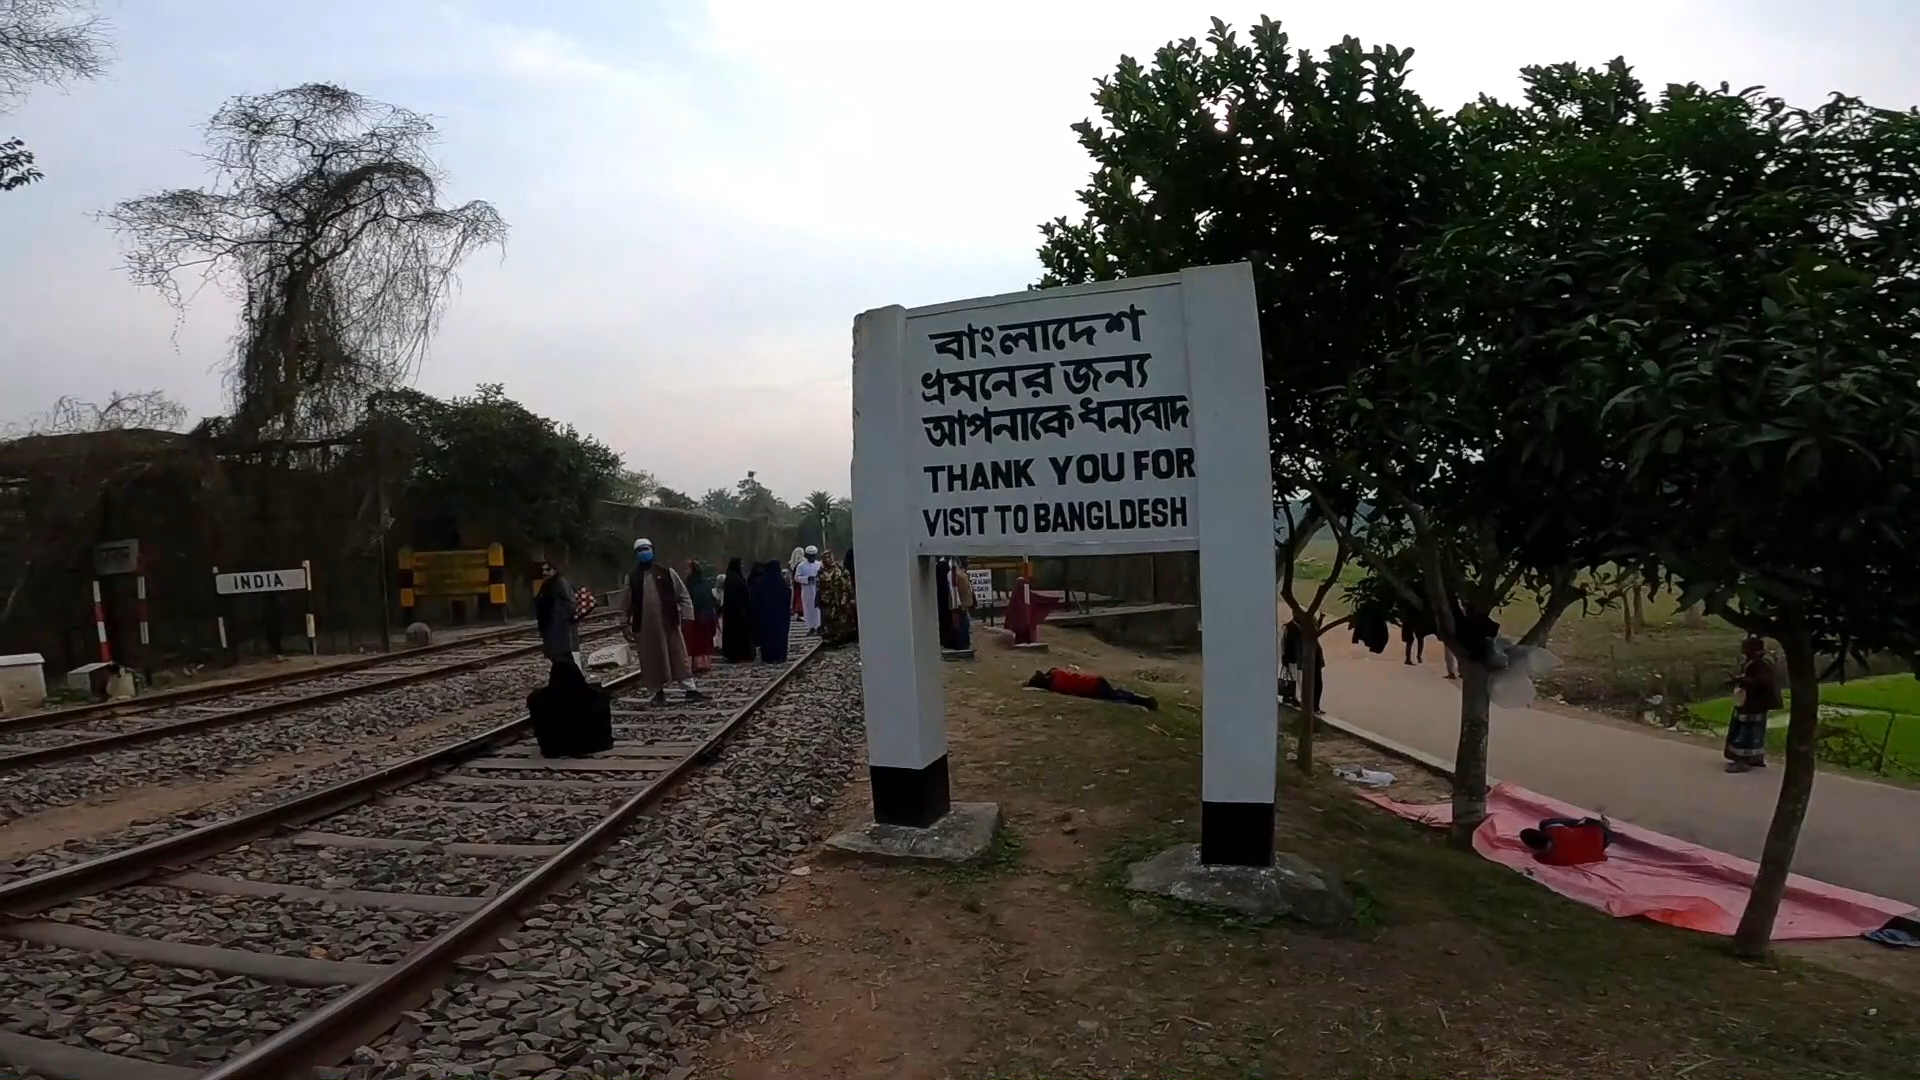 বাংলাদেশ
ভ্রমনের জন্য
আপনাকে ধন্যবাদ
THANK YOU FOR
VISIT TO BANGLDESH
INDIA